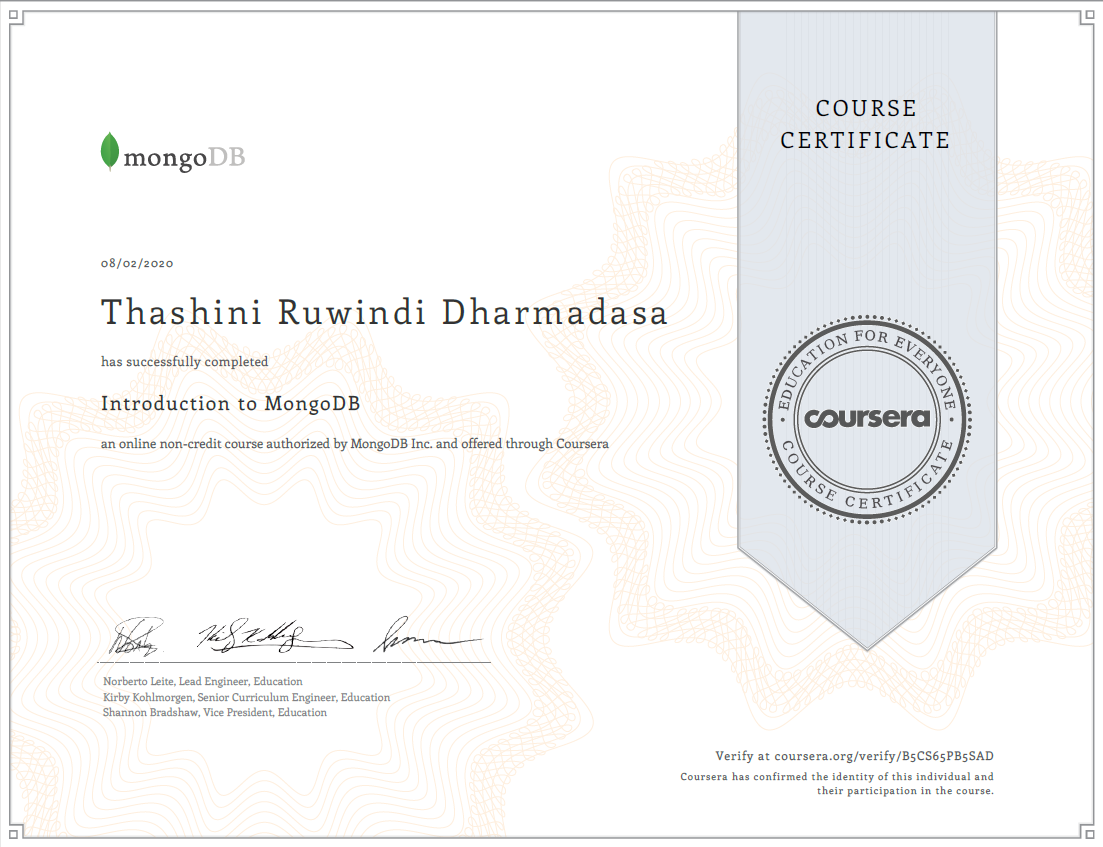 COURSE
CERTIFICATE
mongoDB
08/02/2020
Thashini Ruwindi Dharmadasa
has successfully completed
Introduction to MongoDB
an online non-credit course authorized by MongoDB Inc. and offered through Coursera
EDUCATION FOR EVERYONE
coursera
COURSE CERTIFICATE
Norberto Leite, Lead Engineer, Education
Kirby Kohlmorgen, Senior Curriculum Engineer, Education
Shannon Bradshaw, Vice President, Education
Verify at coursera.org/verify/B5CS65PB5SAD
Coursera has confirmed the identity of this individual and
their participation in the course.